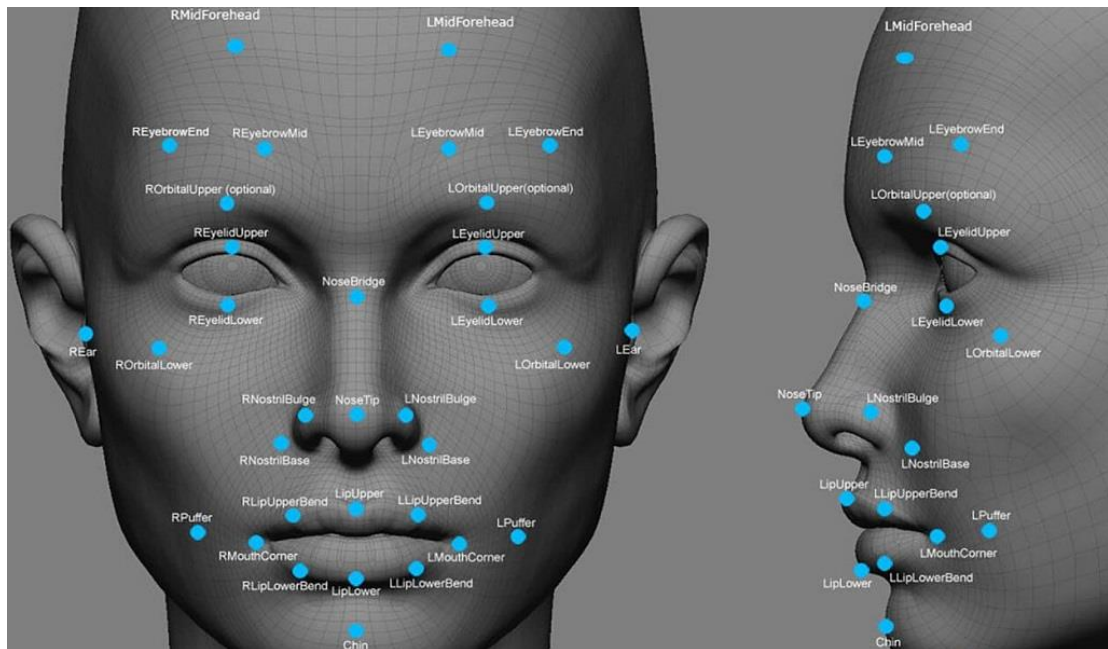 RMidForehead
LMidForehead
REyebrowEnd
REyebrowMid
LEyebrowMid
LEyebrowEnd
ROrbitalUpper (optional)
LOrbitalUpper(optional)
REyelidUpper
LEyelidUpper
NoseBridge
REyelidLower
LEyelidLower
REar
ROrbitalLower
LOrbitalLower
LEar
RNostrilBulge
NoseTip
LNostrilBulge
RNostrilBase
LNostrilBase
RLipUpperBend
LipUpper
LLipUpperBend
RPuffer
LPuffer
RMouthCorner
LMouthCorner
RLipLowerBend
LipLower
LLipLowerBend
Chin
LMidForehead
LEyebrowMid
LEyebrowEnd
LOrbitalUpper(optional)
LEyelidUpper
NoseBridge
LEyelidLower
LOrbitalLower
NoseTip
LNostrilBulge
LNostrilBase
LipUpper
LLipUpperBend
LPuffer
LMouthCorner
LipLower
LLipLowerBend
Chin